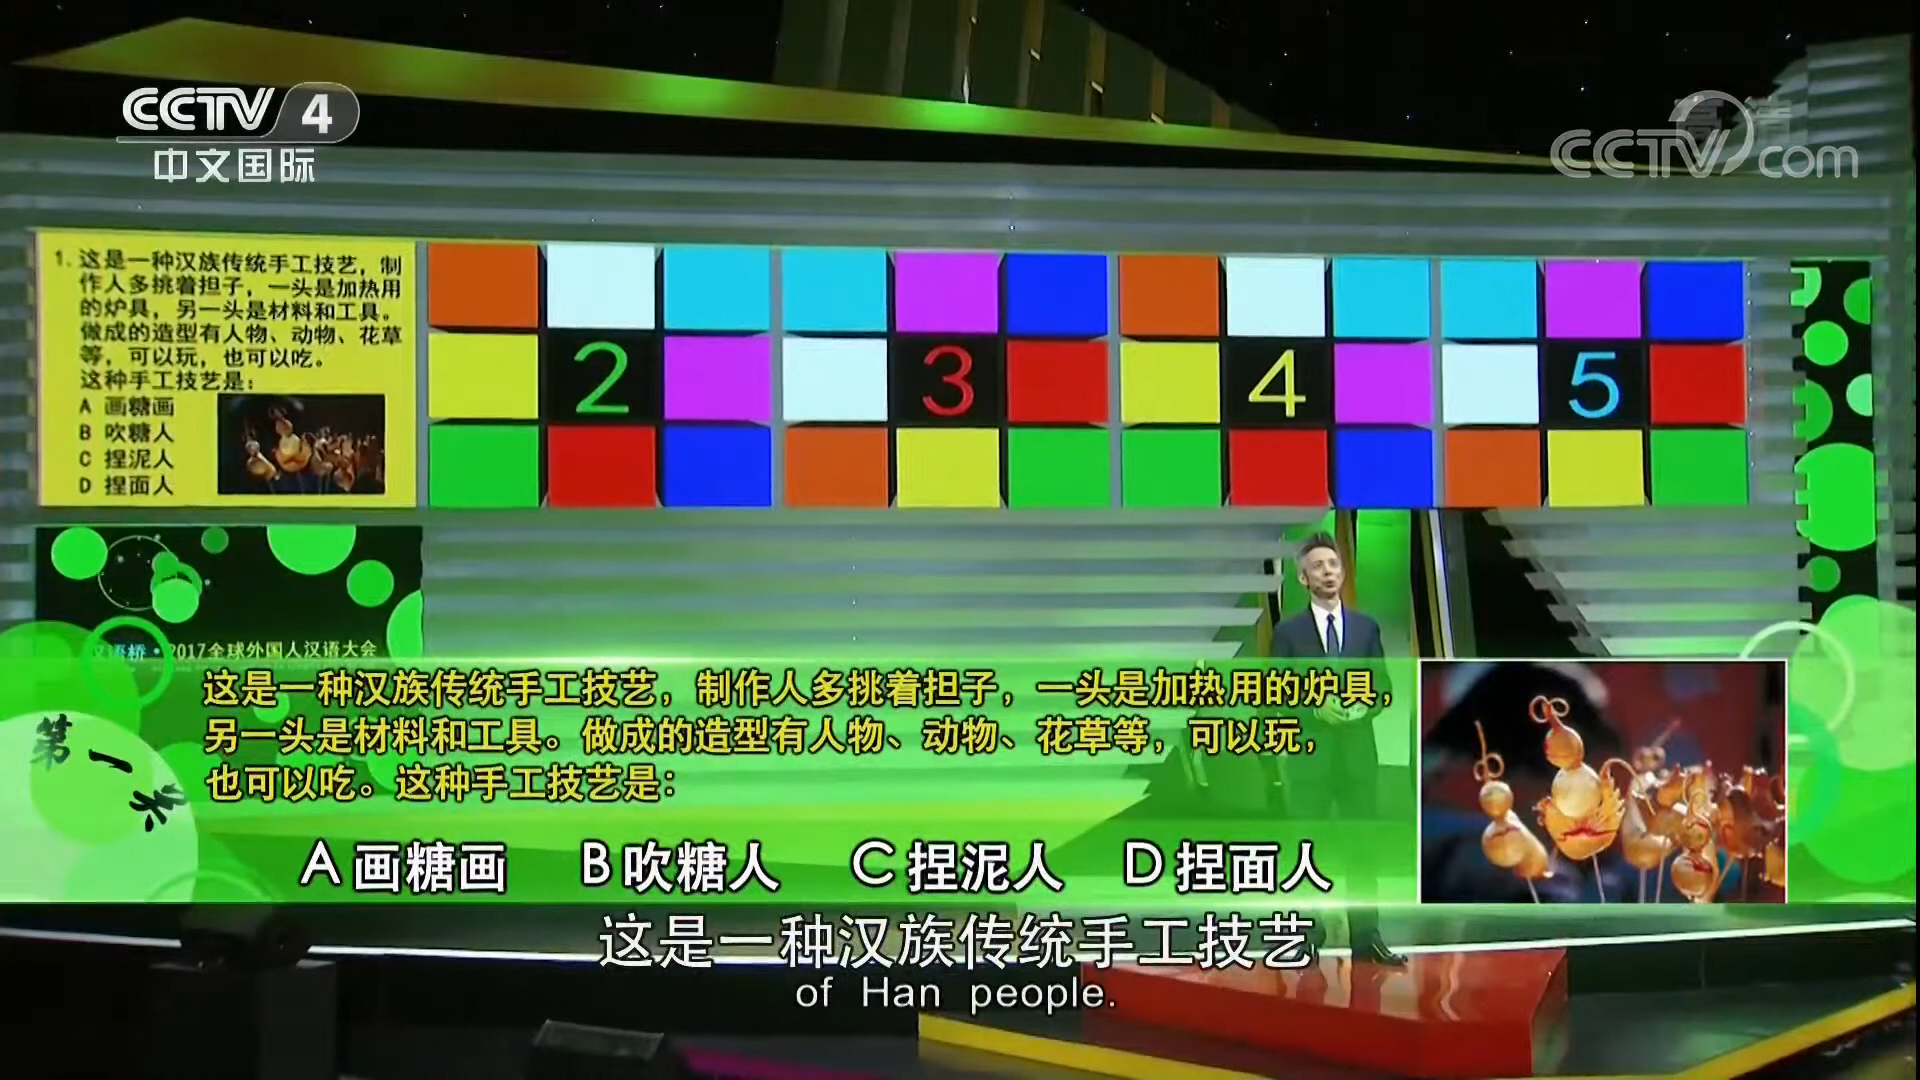 CCTV 4
中文国际
高清
CCTV.com
1. 这是一种汉族传统手工技艺，制
作人多挑着担子，一头是加热用
的炉具，另一头是材料和工具。
做成的造型有人物、动物、花草
等，可以玩，也可以吃。
这种手工技艺是：
A 画糖画
B 吹糖人
C 捏泥人
D 捏面人
2
3
4
5
汉语桥·2017全球外国人汉语大会
第一关
这是一种汉族传统手工技艺，制作人多挑着担子，一头是加热用的炉具，
另一头是材料和工具。做成的造型有人物、动物、花草等，可以玩，
也可以吃。这种手工技艺是：
A 画糖画 B 吹糖人 C 捏泥人 D 捏面人
这是一种汉族传统手工技艺
of Han people.